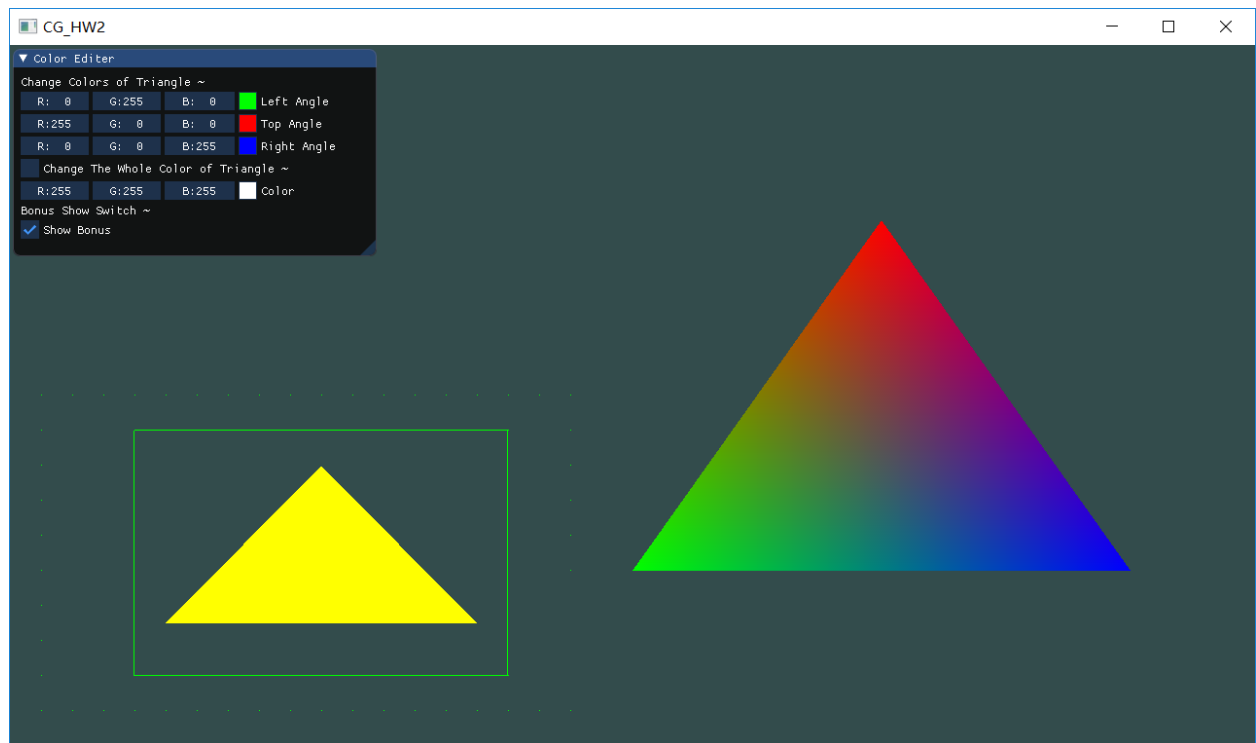 CG_HW2
Color Editer
Change Colors of Triangle ~
R: 0 G:255 B: 0 Left Angle
R:255 G: 0 B: 0 Top Angle
R: 0 G: 0 B:255 Right Angle
Change The Whole Color of Triangle ~
R:255 G:255 B:255 Color
Bonus Show Switch ~
Show Bonus